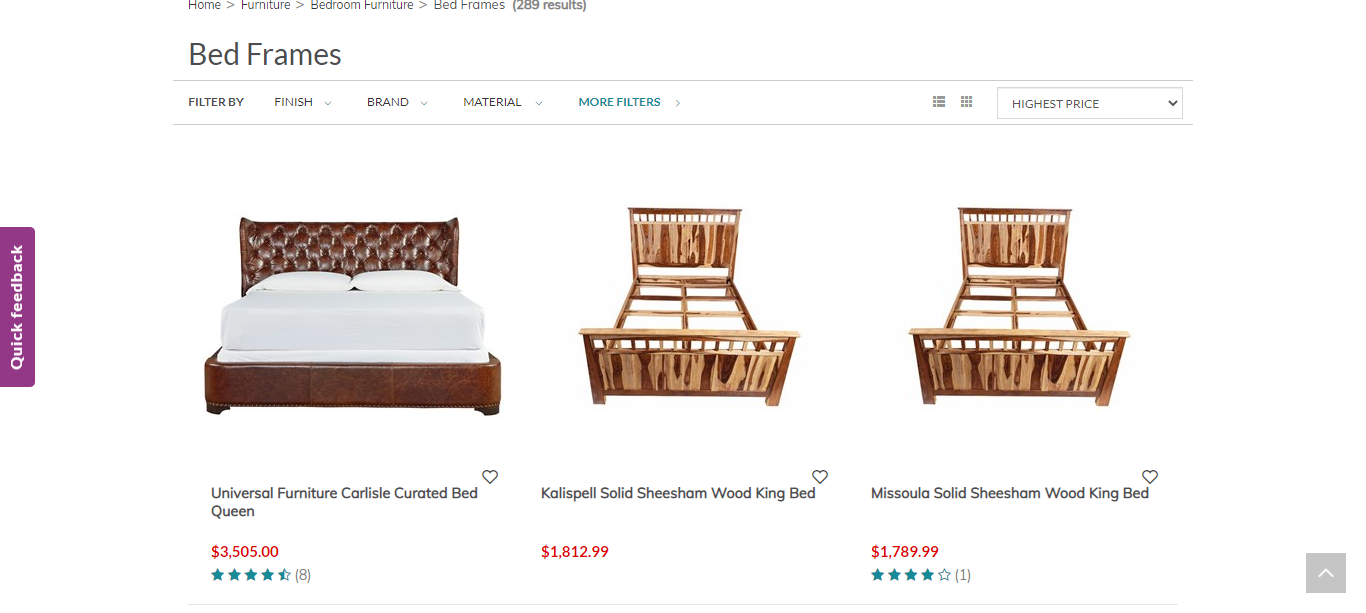 Home > Furniture > Bedroom Furniture > Bed Frames (289 results)
Bed Frames
FILTER BY FINISH BRAND MATERIAL MORE FILTERS HIGHEST PRICE
Quick feedback
Universal Furniture Carlisle Curated Bed
Queen
$3,505.00
(8)
Kalispell Solid Sheesham Wood King Bed
$1,812.99
Missoula Solid Sheesham Wood King Bed
$1,789.99
(1)